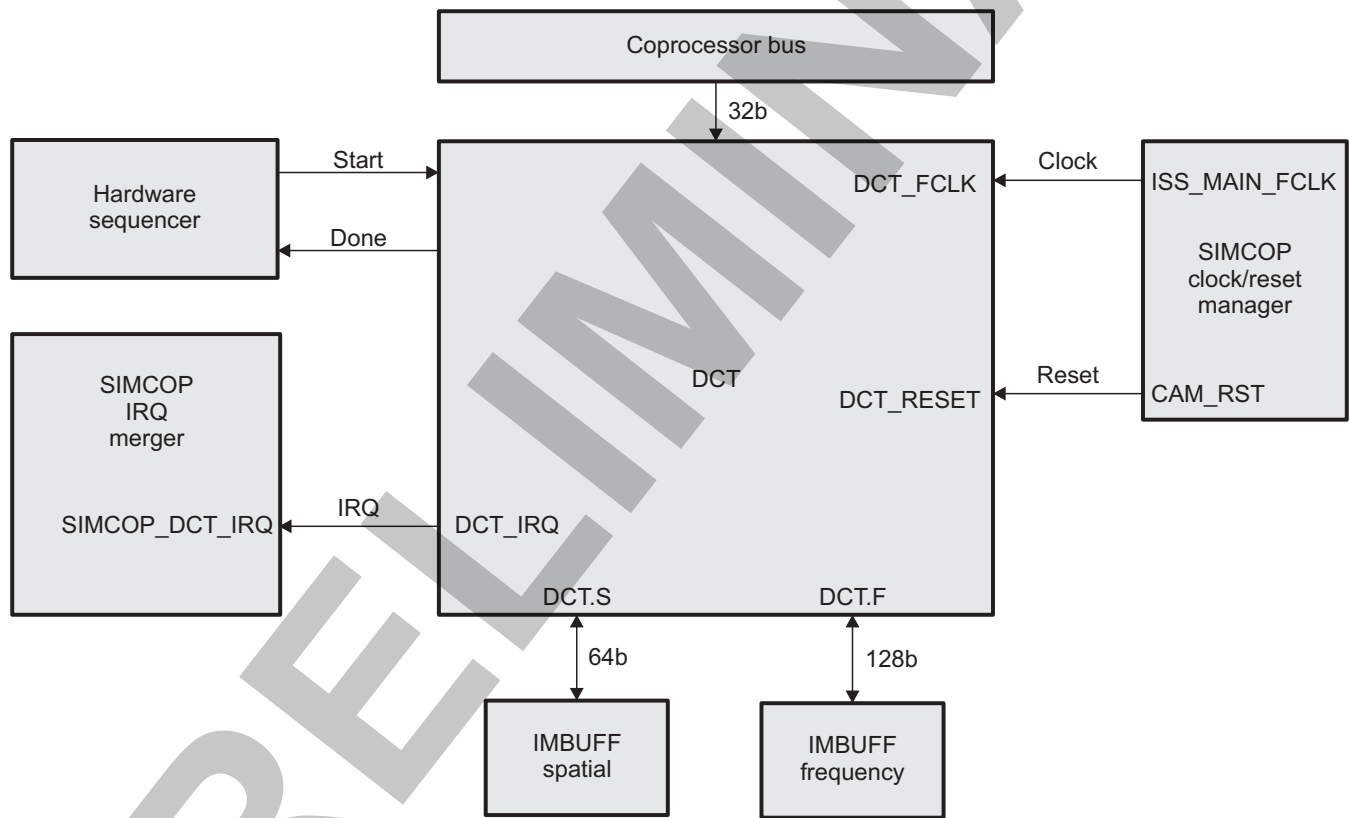 Coprocessor bus
32b
Hardware
sequencer
Start
Done
DCT_FCLK
Clock
ISS_MAIN_FCLK
SIMCOP
clock/reset
manager
SIMCOP
IRQ
merger
DCT
DCT_RESET
Reset
CAM_RST
SIMCOP_DCT_IRQ
IRQ
DCT_IRQ
DCT.S
DCT.F
64b
128b
IMBUFF
spatial
IMBUFF
frequency